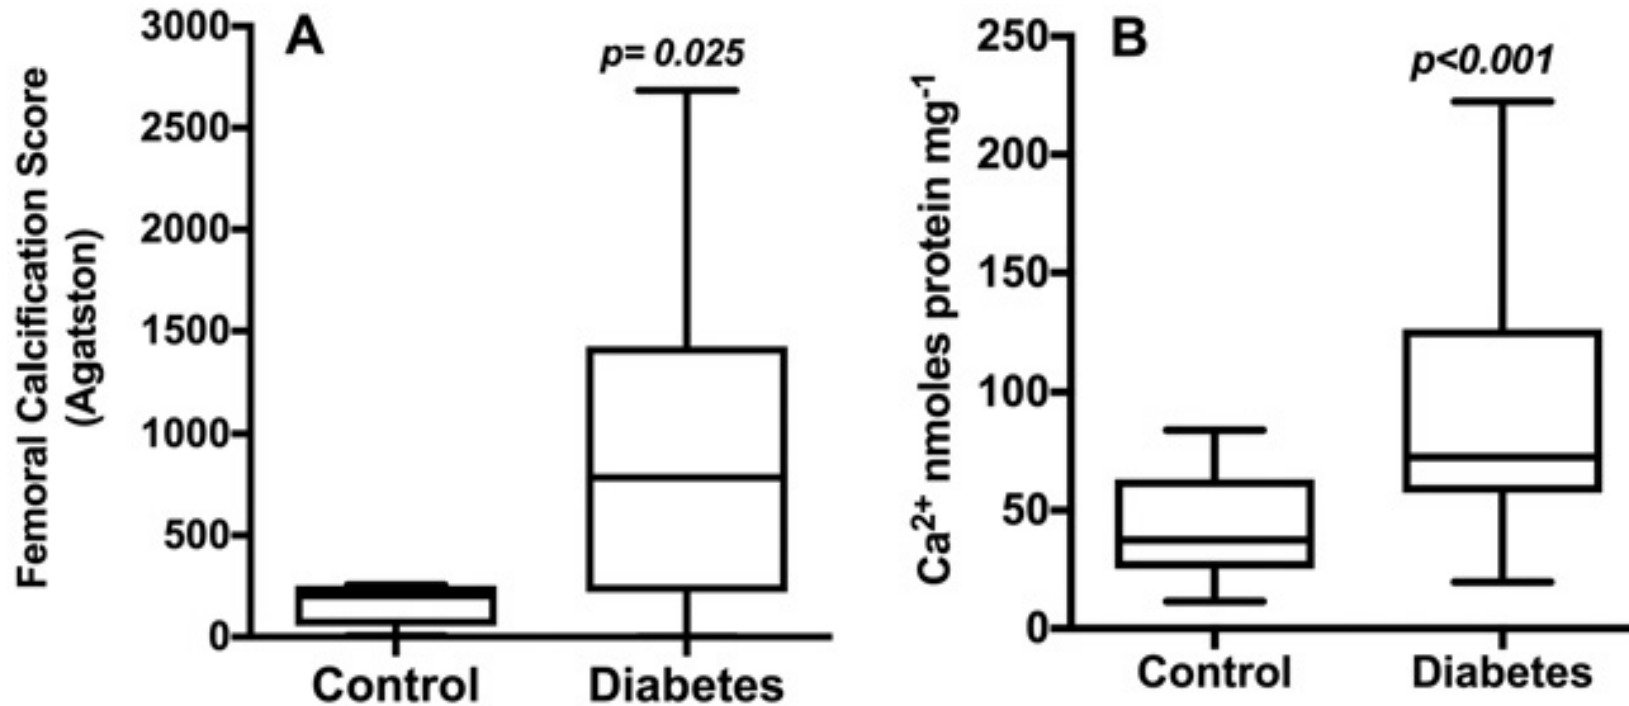 A
p= 0.025
Femoral Calcification Score
(Agatston)
3000
2500
2000
1500
1000
500
0
Control Diabetes
B
p<0.001
Ca²⁺ nmoles protein mg⁻¹
250
200
150
100
50
0
Control Diabetes